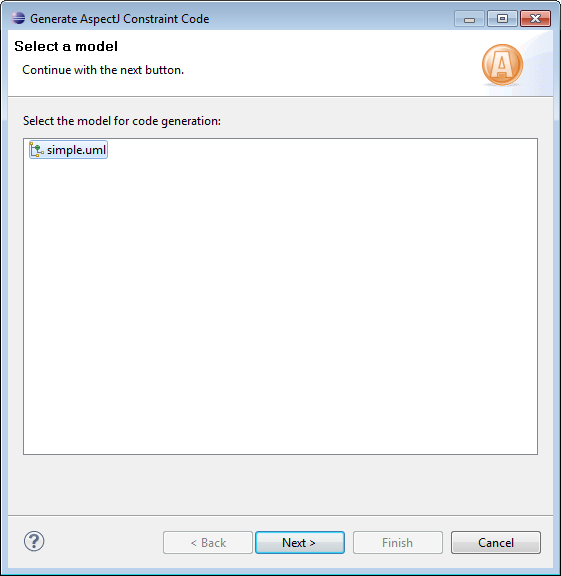 Generate AspectJ Constraint Code
Select a model
Continue with the next button.
A
Select the model for code generation:
simple.uml
?
< Back
Next >
Finish
Cancel